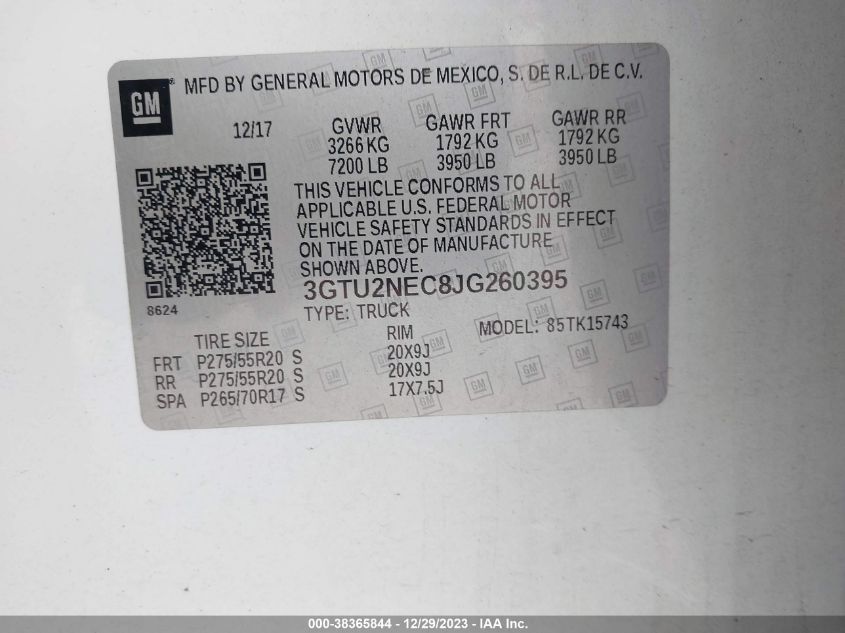 GM® MFD BY GENERAL MOTORS DE MEXICO, S. DE R.L. DE C.V.
12/17 GVWR GAWR FRT GAWR RR
3266 KG 1792 KG 1792 KG
7200 LB 3950 LB 3950 LB
THIS VEHICLE CONFORMS TO ALL
APPLICABLE U.S. FEDERAL MOTOR
VEHICLE SAFETY STANDARDS IN EFFECT
ON THE DATE OF MANUFACTURE
SHOWN ABOVE.
3GTU2NEC8JG260395
8624 TYPE: TRUCK MODEL: 85TK15743
TIRE SIZE RIM
FRT P275/55R20 S 20X9J
RR P275/55R20 S 20X9J
SPA P265/70R17 S 17X7.5J
000-38365844 - 12/29/2023 - IAA Inc.